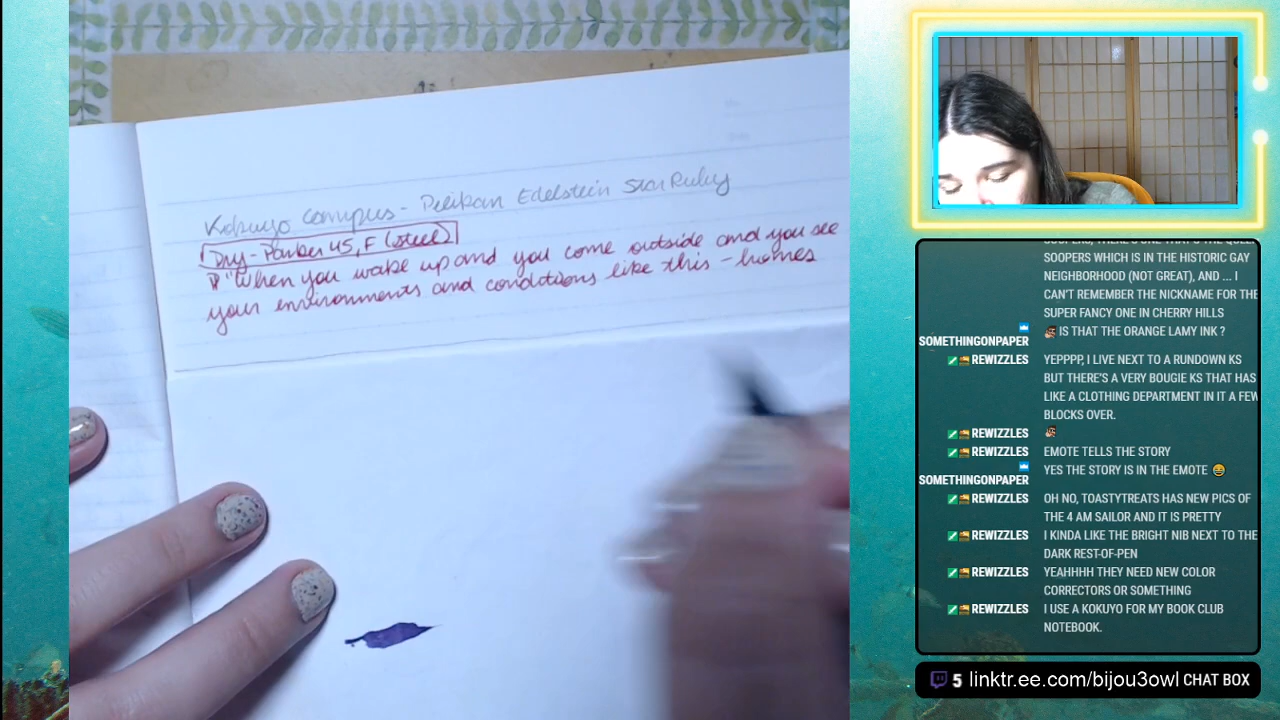 Kokuyo Campus - Pelikan Edelstein Star Ruby
Dry - Parker 45, F (steel)
"When you wake up and you come outside and you see
your environments and conditions like this - homes
SOOPERS WHICH IS IN THE HISTORIC GAY
NEIGHBORHOOD (NOT GREAT), AND ... I
CAN'T REMEMBER THE NICKNAME FOR THE
SUPER FANCY ONE IN CHERRY HILLS
SOMETHINGONPAPER IS THAT THE ORANGE LAMY INK ?
REWIZZLES YEPPPP, I LIVE NEXT TO A RUNDOWN KS
BUT THERE'S A VERY BOUGIE KS THAT HAS
LIKE A CLOTHING DEPARTMENT IN IT A FEW
BLOCKS OVER.
REWIZZLES
REWIZZLES EMOTE TELLS THE STORY
SOMETHINGONPAPER YES THE STORY IS IN THE EMOTE
REWIZZLES OH NO, TOASTYTREATS HAS NEW PICS OF
THE 4 AM SAILOR AND IT IS PRETTY
REWIZZLES I KINDA LIKE THE BRIGHT NIB NEXT TO THE
DARK REST-OF-PEN
REWIZZLES YEAHHHH THEY NEED NEW COLOR
CORRECTORS OR SOMETHING
REWIZZLES I USE A KOKUYO FOR MY BOOK CLUB
NOTEBOOK.
5 linktr.ee.com/bijou3owl CHAT BOX